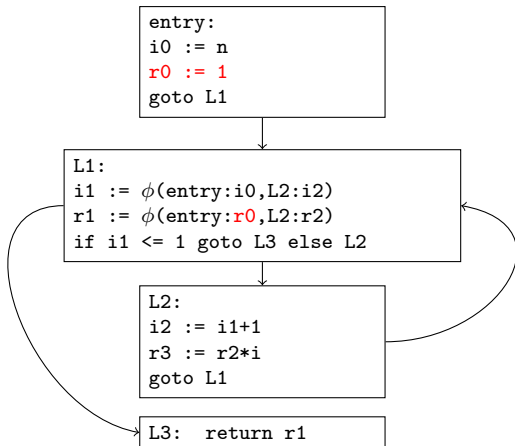 entry:
i0 := n
r0 := 1
goto L1
L1:
i1 := ϕ(entry:i0,L2:i2)
r1 := ϕ(entry:r0,L2:r2)
if i1 <= 1 goto L3 else L2
L2:
i2 := i1+1
r3 := r2*i
goto L1
L3: return r1